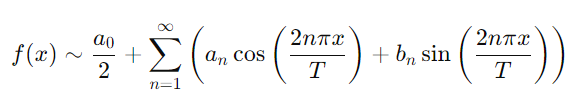 f(x) ∼ a₀/2 + ∑_{n=1}^{∞} (aₙ cos(2nπx/T) + bₙ sin(2nπx/T))